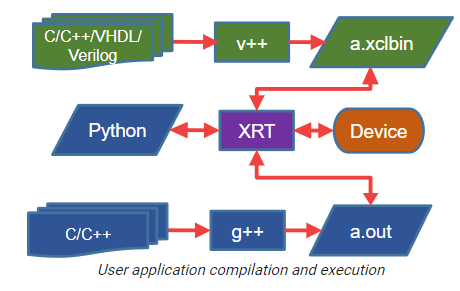 C/C++/VHDL/
Verilog
v++
a.xclbin
Python
XRT
Device
C/C++
g++
a.out
User application compilation and execution